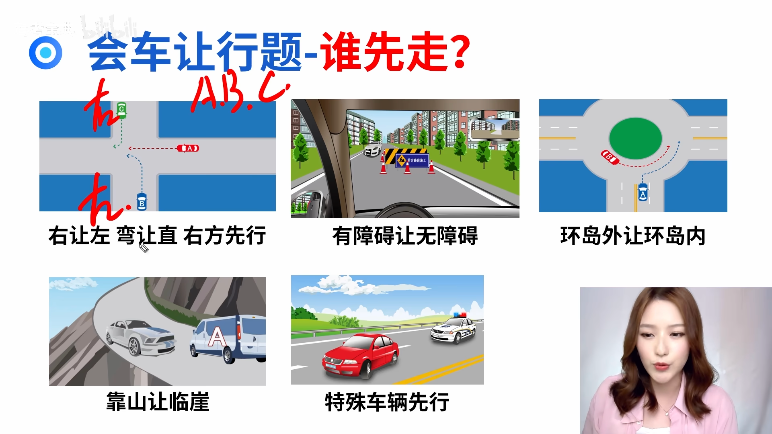 会车让行题-谁先走?
A.B.C.
右
右.
C
A
B
右让左 弯让直 右方先行
有障碍让无障碍
B
A
环岛外让环岛内
A
靠山让临崖
特殊车辆先行